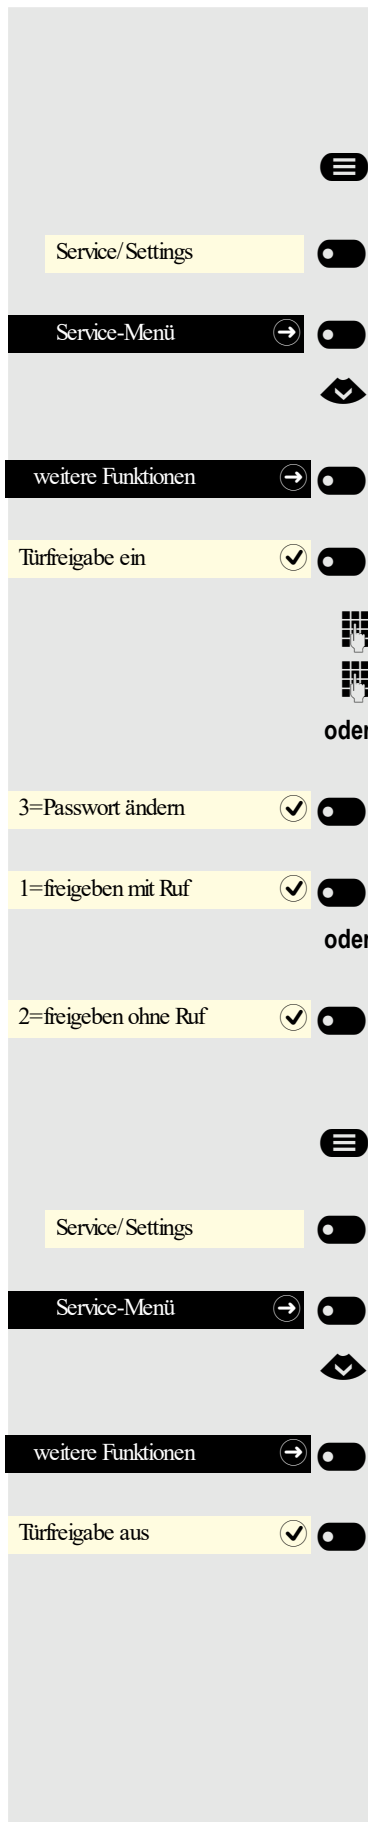 Service/Settings
Service-Menü
weitere Funktionen
Türfreigabe ein
oder
3=Passwort ändern
1=freigeben mit Ruf
oder
2=freigeben ohne Ruf
Service/Settings
Service-Menü
weitere Funktionen
Türfreigabe aus